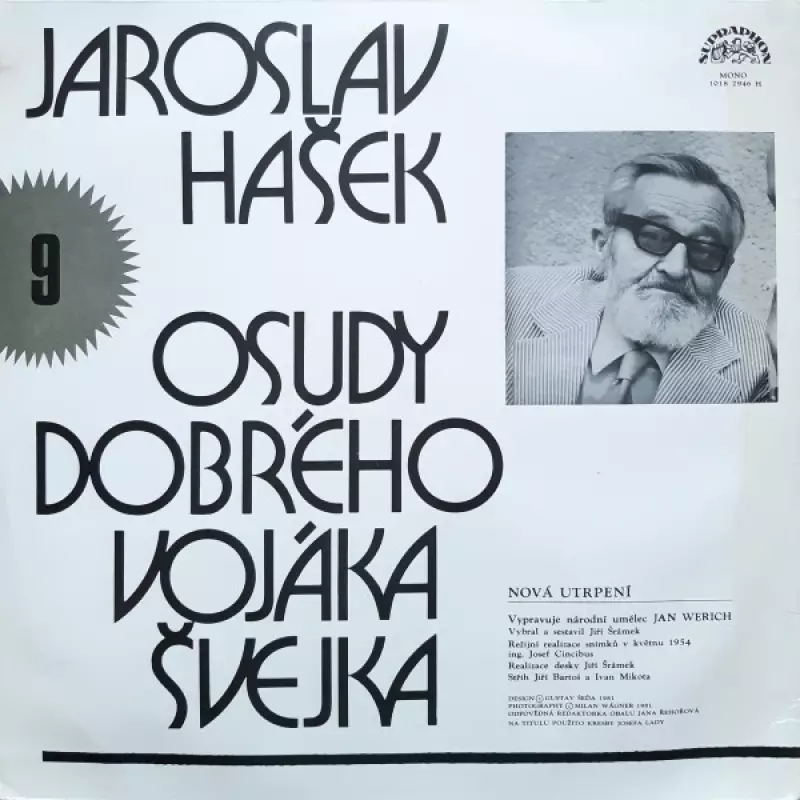 JAROSLAV
HAŠEK
SUPRAPHON
MONO
1018 2946 H
9
OSUDY
DOBRÉHO
VOJÁKA
ŠVEJKA
NOVÁ UTRPENÍ
Vypravuje národní umělec JAN WERICH
Vybral a sestavil Jiří Šrámek
Režijní realizace snímků v květnu 1954
ing. Josef Cincibus
Realizace desky Jiří Šrámek
Střih Jiří Bartoš a Ivan Mikota
DESIGN © GUSTAV ŠEĎA 1981
PHOTOGRAPHY © MILAN WÁGNER 1981
ODPOVĚDNÁ REDAKTORKA OBALU JANA ŘEHOŘOVÁ
NA TITULU POUŽITO KRESBY JOSEFA LADY